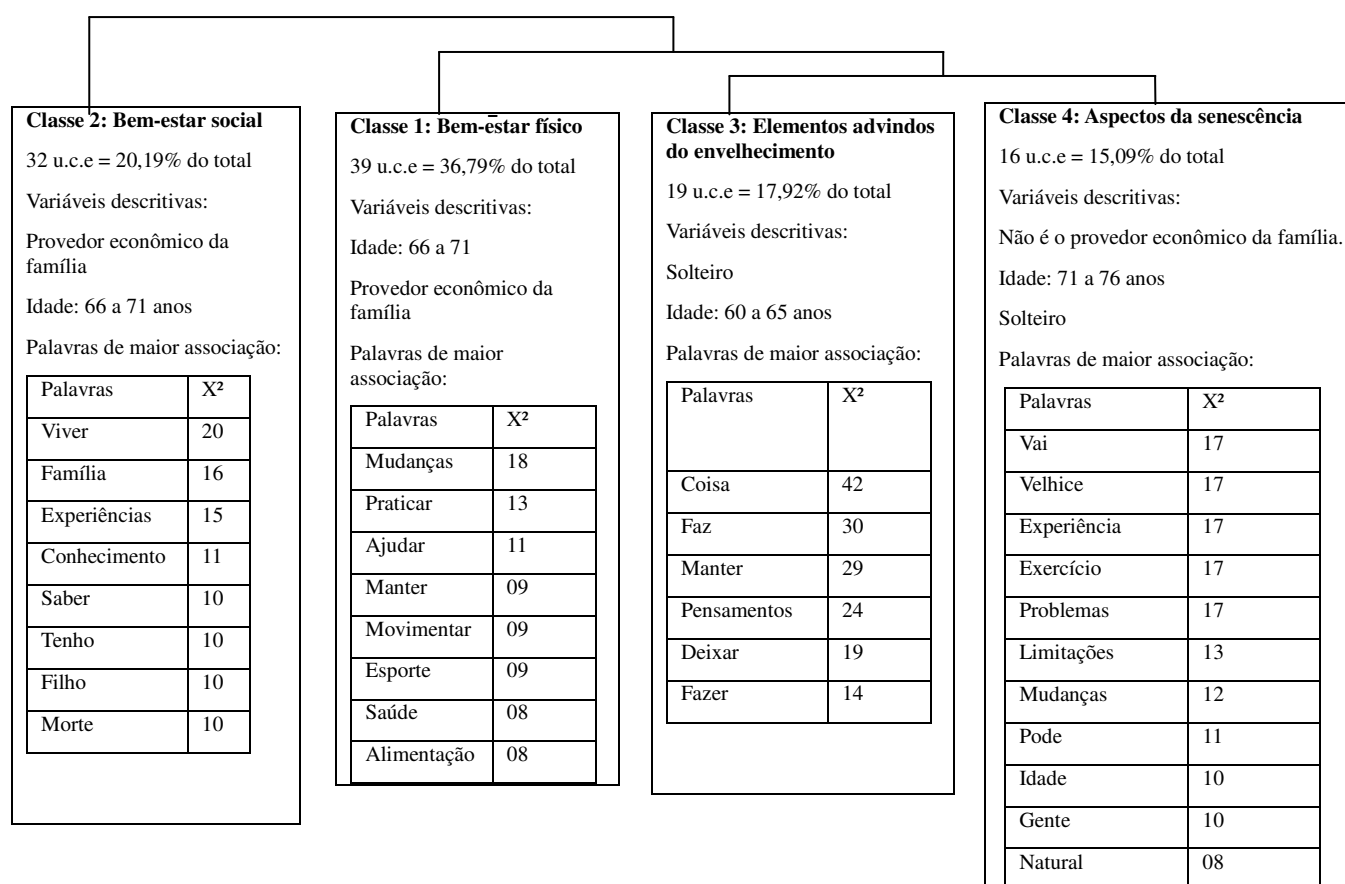 Classe 2: Bem-estar social
32 u.c.e = 20,19% do total
Variáveis descritivas:
Provedor econômico da
família
Idade: 66 a 71 anos
Palavras de maior associação:
Palavras X²
Viver 20
Família 16
Experiências 15
Conhecimento 11
Saber 10
Tenho 10
Filho 10
Morte 10
Classe 1: Bem-estar físico
39 u.c.e = 36,79% do total
Variáveis descritivas:
Idade: 66 a 71
Provedor econômico da
família
Palavras de maior
associação:
Palavras X²
Mudanças 18
Praticar 13
Ajudar 11
Manter 09
Movimentar 09
Esporte 09
Saúde 08
Alimentação 08
Classe 3: Elementos advindos
do envelhecimento
19 u.c.e = 17,92% do total
Variáveis descritivas:
Solteiro
Idade: 60 a 65 anos
Palavras de maior associação:
Palavras X²
Coisa 42
Faz 30
Manter 29
Pensamentos 24
Deixar 19
Fazer 14
Classe 4: Aspectos da senescência
16 u.c.e = 15,09% do total
Variáveis descritivas:
Não é o provedor econômico da família.
Idade: 71 a 76 anos
Solteiro
Palavras de maior associação:
Palavras X²
Vai 17
Velhice 17
Experiência 17
Exercício 17
Problemas 17
Limitações 13
Mudanças 12
Pode 11
Idade 10
Gente 10
Natural 08